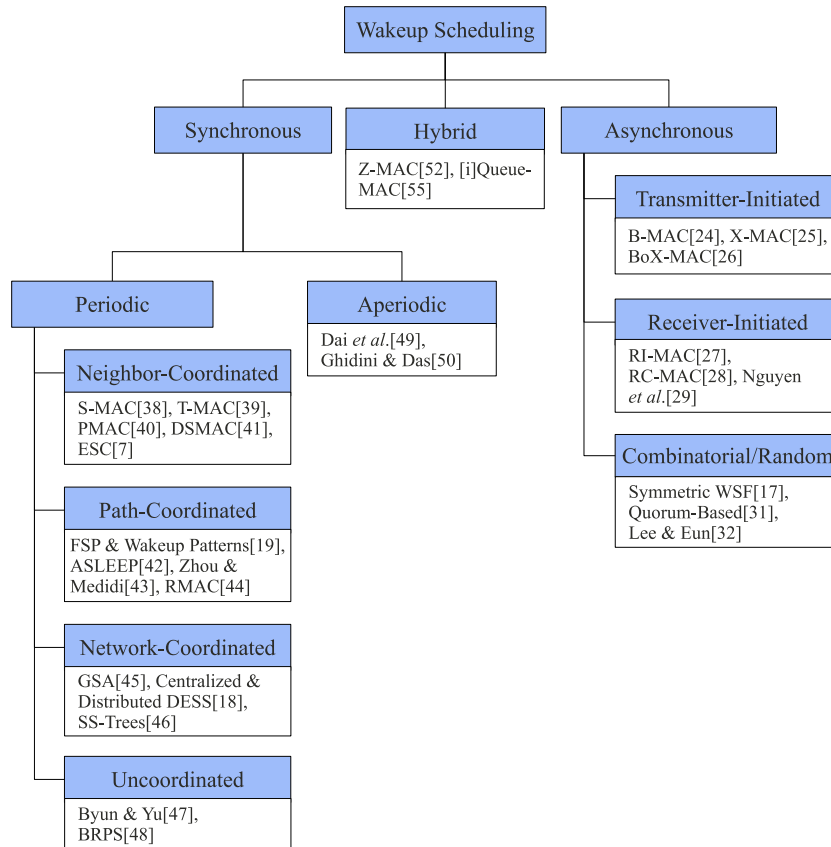 Wakeup Scheduling
Synchronous
Hybrid
Z-MAC[52], [i]Queue-
MAC[55]
Asynchronous
Periodic
Neighbor-Coordinated
S-MAC[38], T-MAC[39],
PMAC[40], DSMAC[41],
ESC[7]
Path-Coordinated
FSP & Wakeup Patterns[19],
ASLEEP[42], Zhou &
Medidi[43], RMAC[44]
Network-Coordinated
GSA[45], Centralized &
Distributed DESS[18],
SS-Trees[46]
Uncoordinated
Byun & Yu[47],
BRPS[48]
Aperiodic
Dai et al.[49],
Ghidini & Das[50]
Transmitter-Initiated
B-MAC[24], X-MAC[25],
BoX-MAC[26]
Receiver-Initiated
RI-MAC[27],
RC-MAC[28], Nguyen
et al.[29]
Combinatorial/Random
Symmetric WSF[17],
Quorum-Based[31],
Lee & Eun[32]